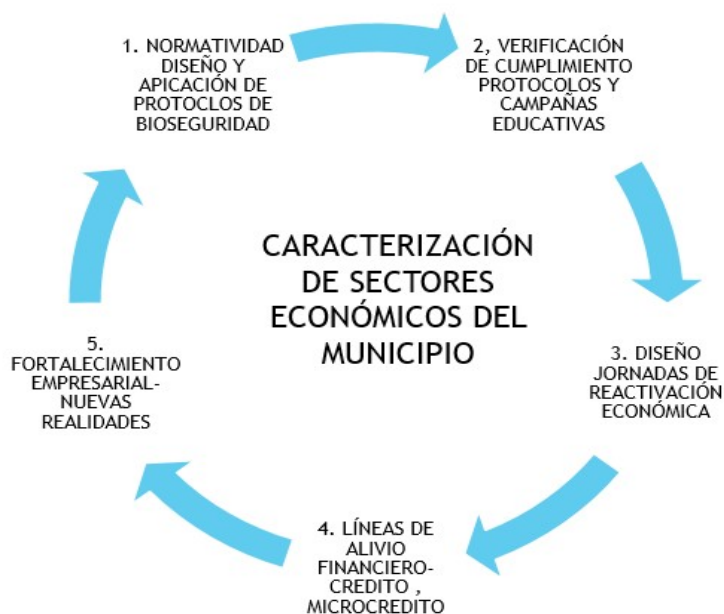 1. NORMATIVIDAD
DISEÑO Y
APICACIÓN DE
PROTOCLOS DE
BIOSEGURIDAD
2, VERIFICACIÓN
DE CUMPLIMIENTO
PROTOCOLOS Y
CAMPAÑAS
EDUCATIVAS
CARACTERIZACIÓN
DE SECTORES
ECONÓMICOS DEL
MUNICIPIO
3. DISEÑO
JORNADAS DE
REACTIVACIÓN
ECONÓMICA
4. LÍNEAS DE
ALIVIO
FINANCIERO-
CREDITO ,
MICROCREDITO
5.
FORTALECIMIENTO
EMPRESARIAL-
NUEVAS
REALIDADES